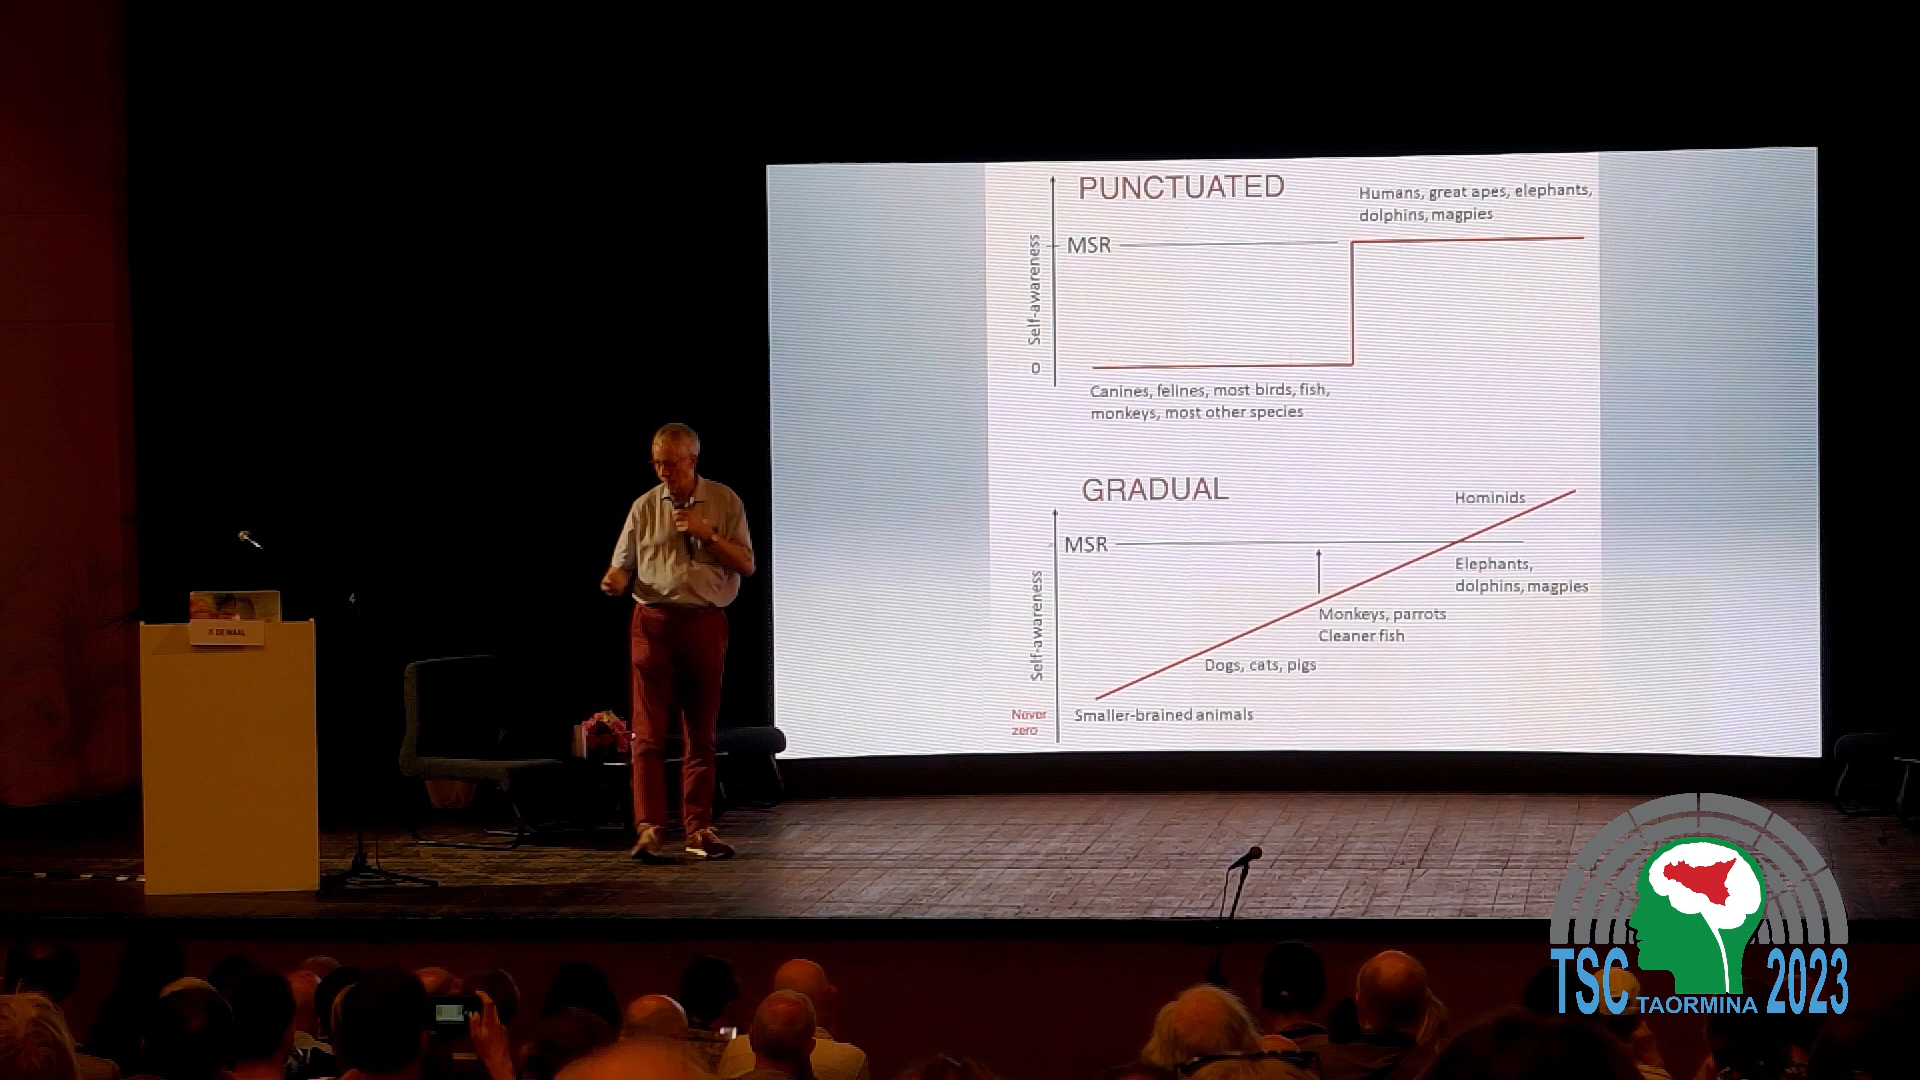 PUNCTUATED
Humans, great apes, elephants,
dolphins, magpies
MSR
Self-awareness
0
Canines, felines, most birds, fish,
monkeys, most other species
GRADUAL
Hominids
MSR
Elephants,
dolphins, magpies
Self-awareness
Monkeys, parrots
Cleaner fish
Dogs, cats, pigs
Never
zero
Smaller-brained animals
F. DE WAAL
TSC TAORMINA 2023